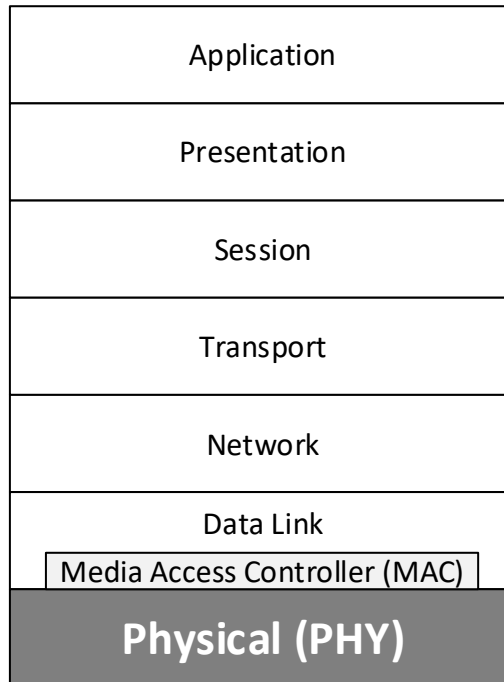 Application
Presentation
Session
Transport
Network
Data Link
Media Access Controller (MAC)
Physical (PHY)